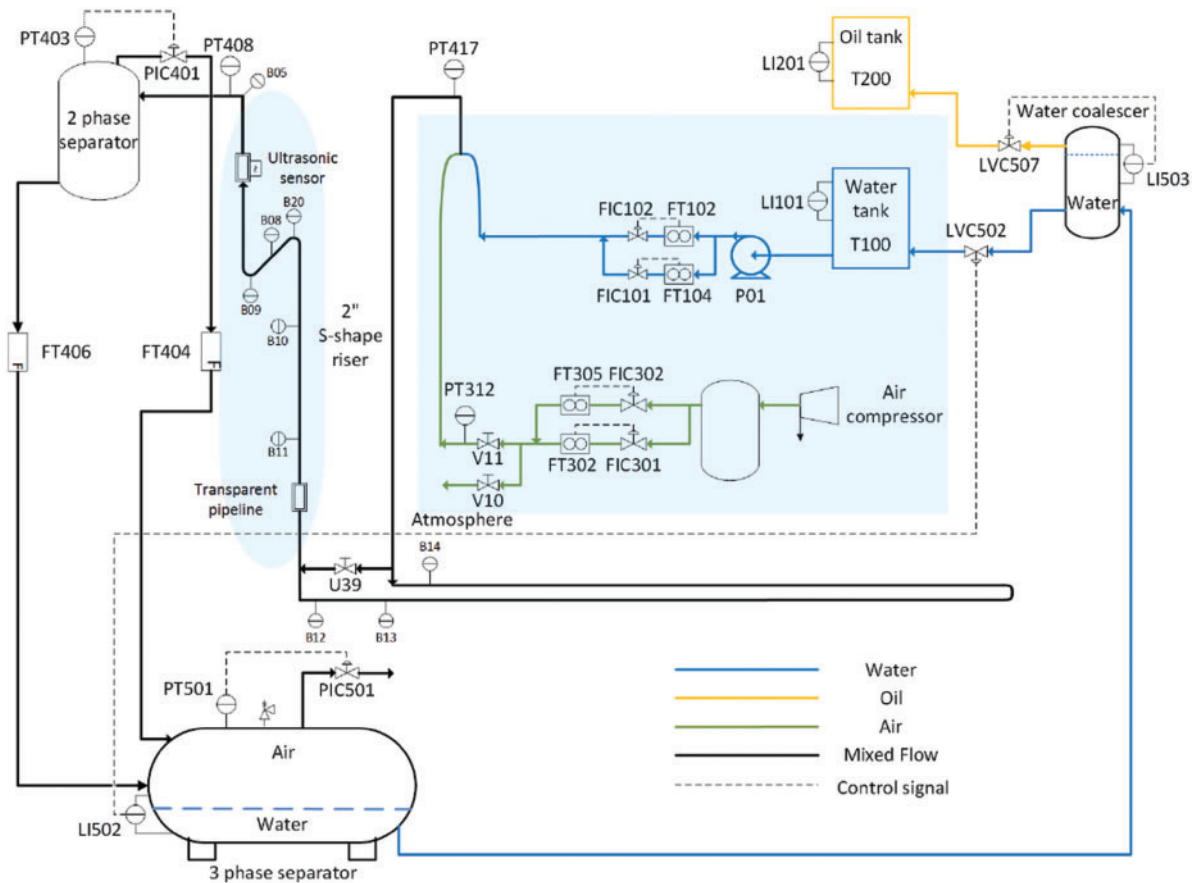 PT403
PIC401
PT408
B05
2 phase
separator
Ultrasonic
sensor
B20
B08
B09
B10
2"
S-shape
riser
FT406
FT404
B11
Transparent
pipeline
PT417
Oil tank
T200
LI201
Water coalescer
LVC507
LI503
Water
LVC502
Water
tank
T100
LI101
FIC102
FT102
FIC101
FT104
P01
FT305
FIC302
PT312
Air
compressor
V11
FT302
FIC301
V10
Atmosphere
B14
U39
B12
B13
PT501
PIC501
Air
Water
LI502
3 phase separator
Water
Oil
Air
Mixed Flow
Control signal